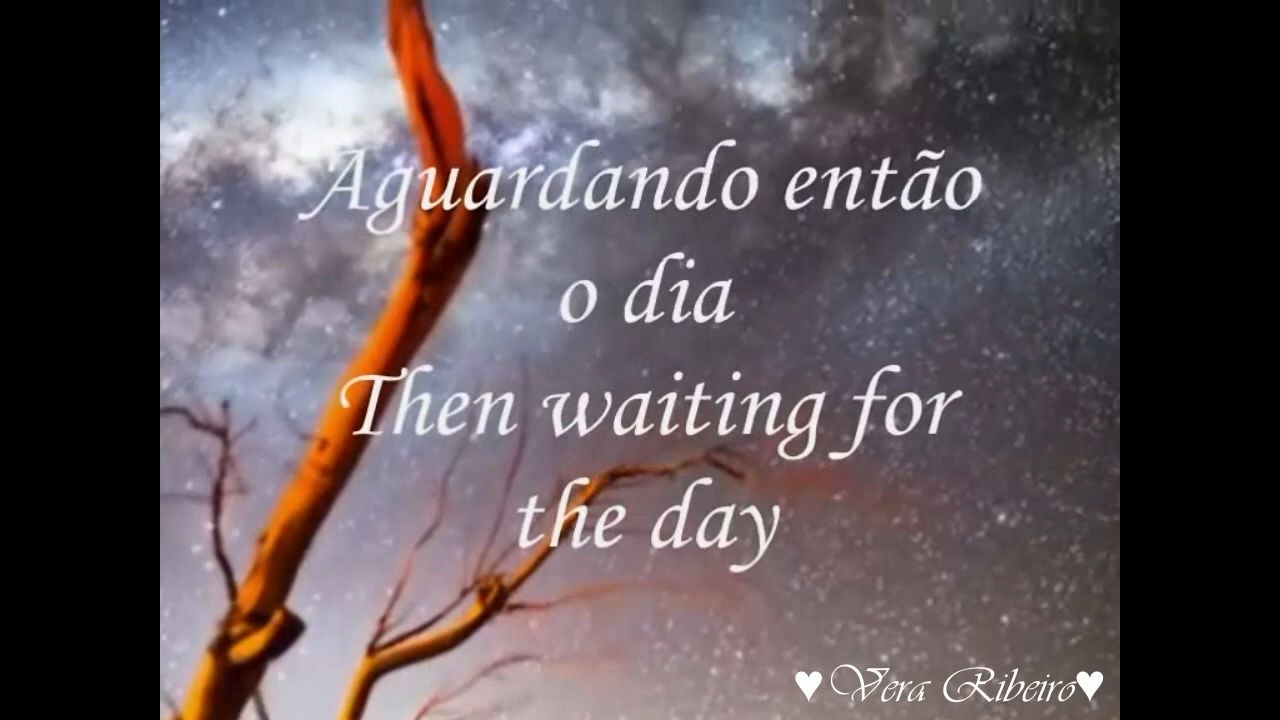 Aguardando então
o dia
Then waiting for
the day
♥Vera Ribeiro♥